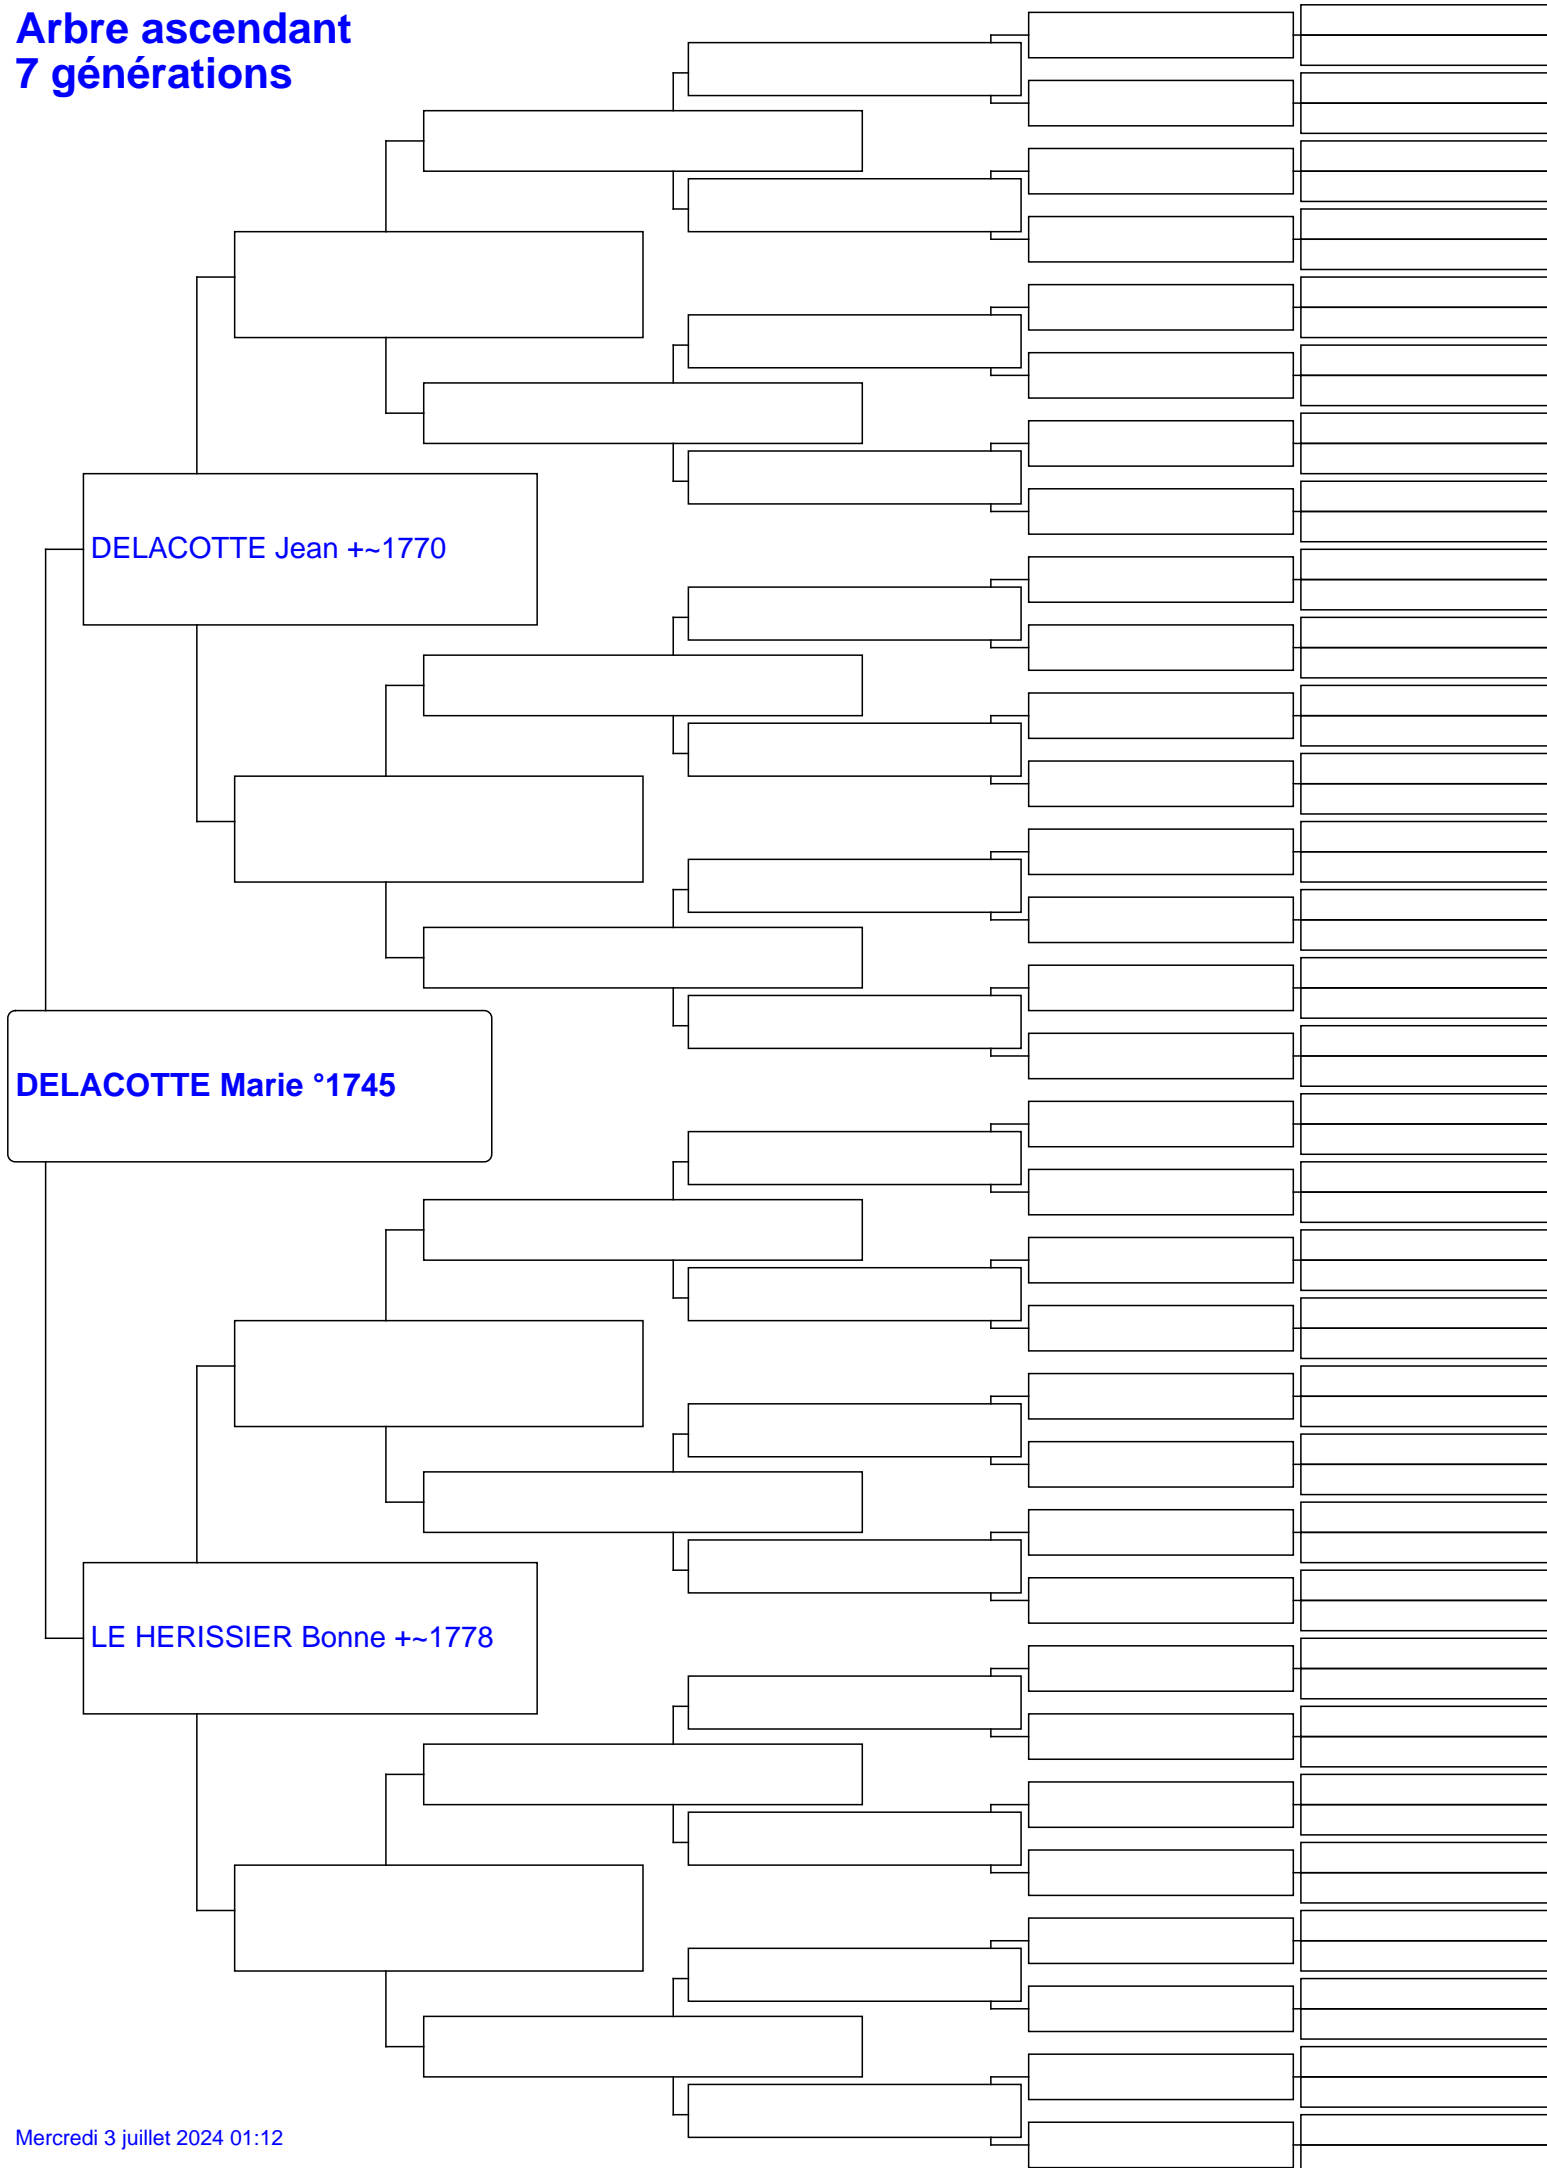 Arbre ascendant
7 générations
DELACOTTE Jean +~1770
DELACOTTE Marie °1745
LE HERISSIER Bonne +~1778
Mercredi 3 juillet 2024 01:12